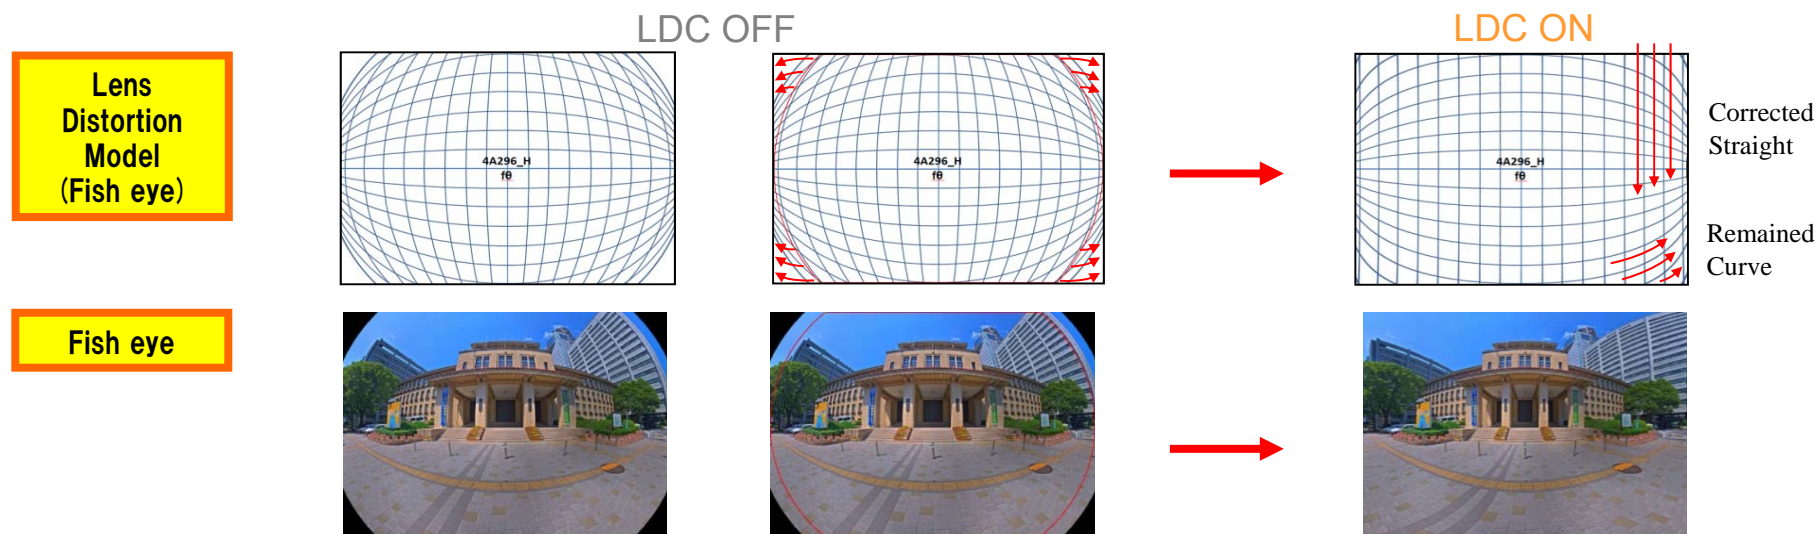 LDC OFF
LDC ON
Lens
Distortion
Model
(Fish eye)
4A296_H
fθ
4A296_H
fθ
4A296_H
fθ
Corrected
Straight
Remained
Curve
Fish eye